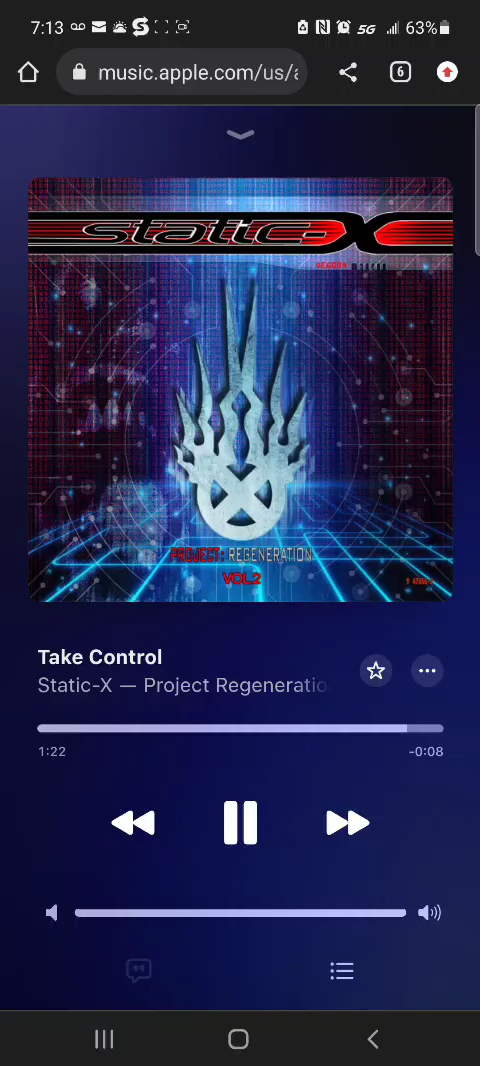 7:13
5G
63%
music.apple.com/us/a
6
static-X
PROJECT: REGENERATION
VOL.2
Take Control
Static-X — Project Regeneratio
1:22
-0:08